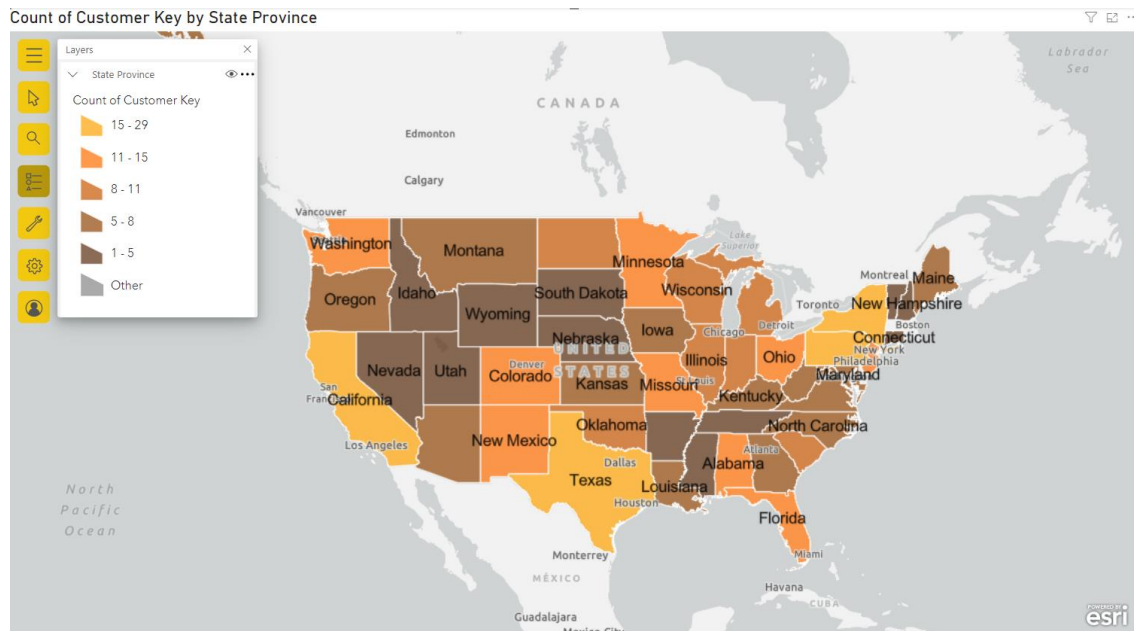 Count of Customer Key by State Province
Layers
State Province
Count of Customer Key
15 - 29
11 - 15
8 - 11
5 - 8
1 - 5
Other
Labrador
Sea
CANADA
Edmonton
Calgary
Vancouver
Washington
Montana
Minnesota
Lake
Superior
Montreal
Maine
Oregon
Idaho
South Dakota
Wisconsin
Toronto
New Hampshire
Wyoming
Iowa
Detroit
Boston
Nebraska
Chicago
Connecticut
UNITED
STATES
New York
Nevada
Utah
Denver
Colorado
Kansas
Missouri
St Louis
Illinois
Ohio
Philadelphia
Maryland
San
California
Kentucky
Los Angeles
New Mexico
Oklahoma
North Carolina
Atlanta
Dallas
Alabama
Texas
Louisiana
Houston
North
Pacific
Ocean
Florida
Monterrey
Miami
MÉXICO
Havana
CUBA
Guadalajara
Mexico City
POWERED BY
esri